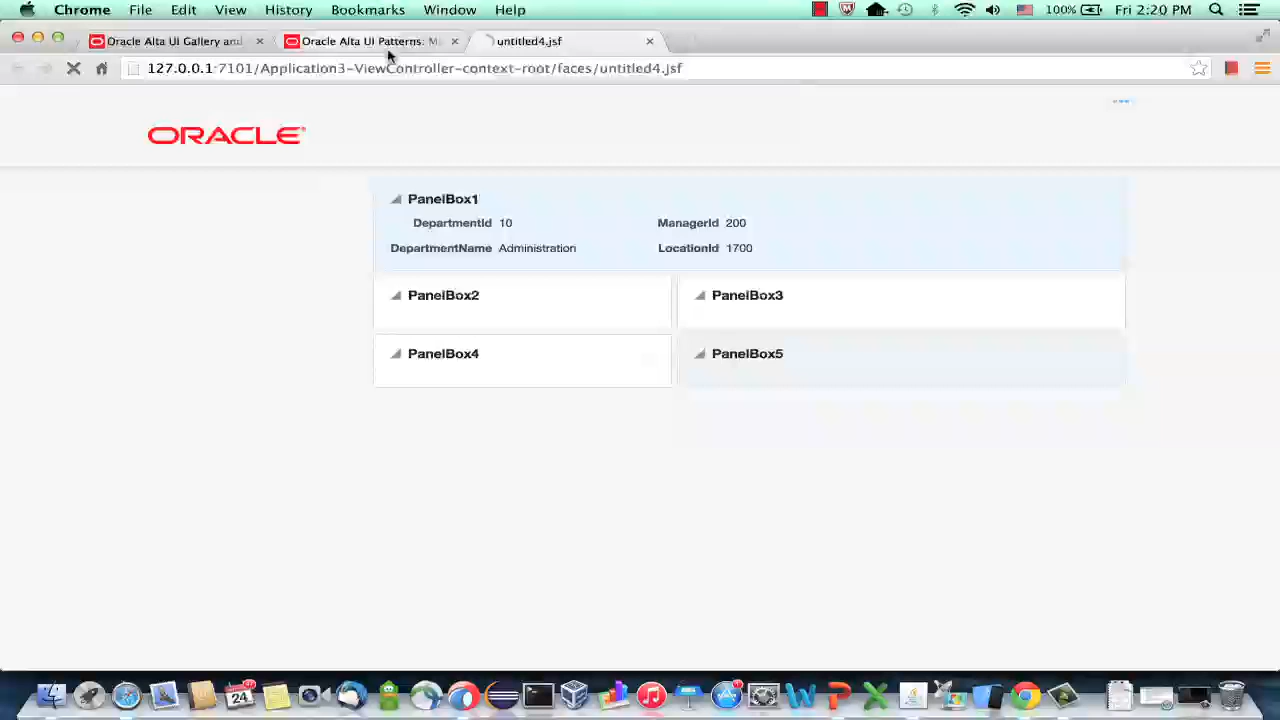 Chrome File Edit View History Bookmarks Window Help 100% Fri 2:20 PM
Oracle Alta UI Gallery and Oracle Alta UI Patterns: Ma untitled4.jsf
127.0.0.1:7101/Application3-ViewController-context-root/faces/untitled4.jsf
ORACLE
PanelBox1
DepartmentId 10 ManagerId 200
DepartmentName Administration LocationId 1700
PanelBox2 PanelBox3
PanelBox4 PanelBox5
24